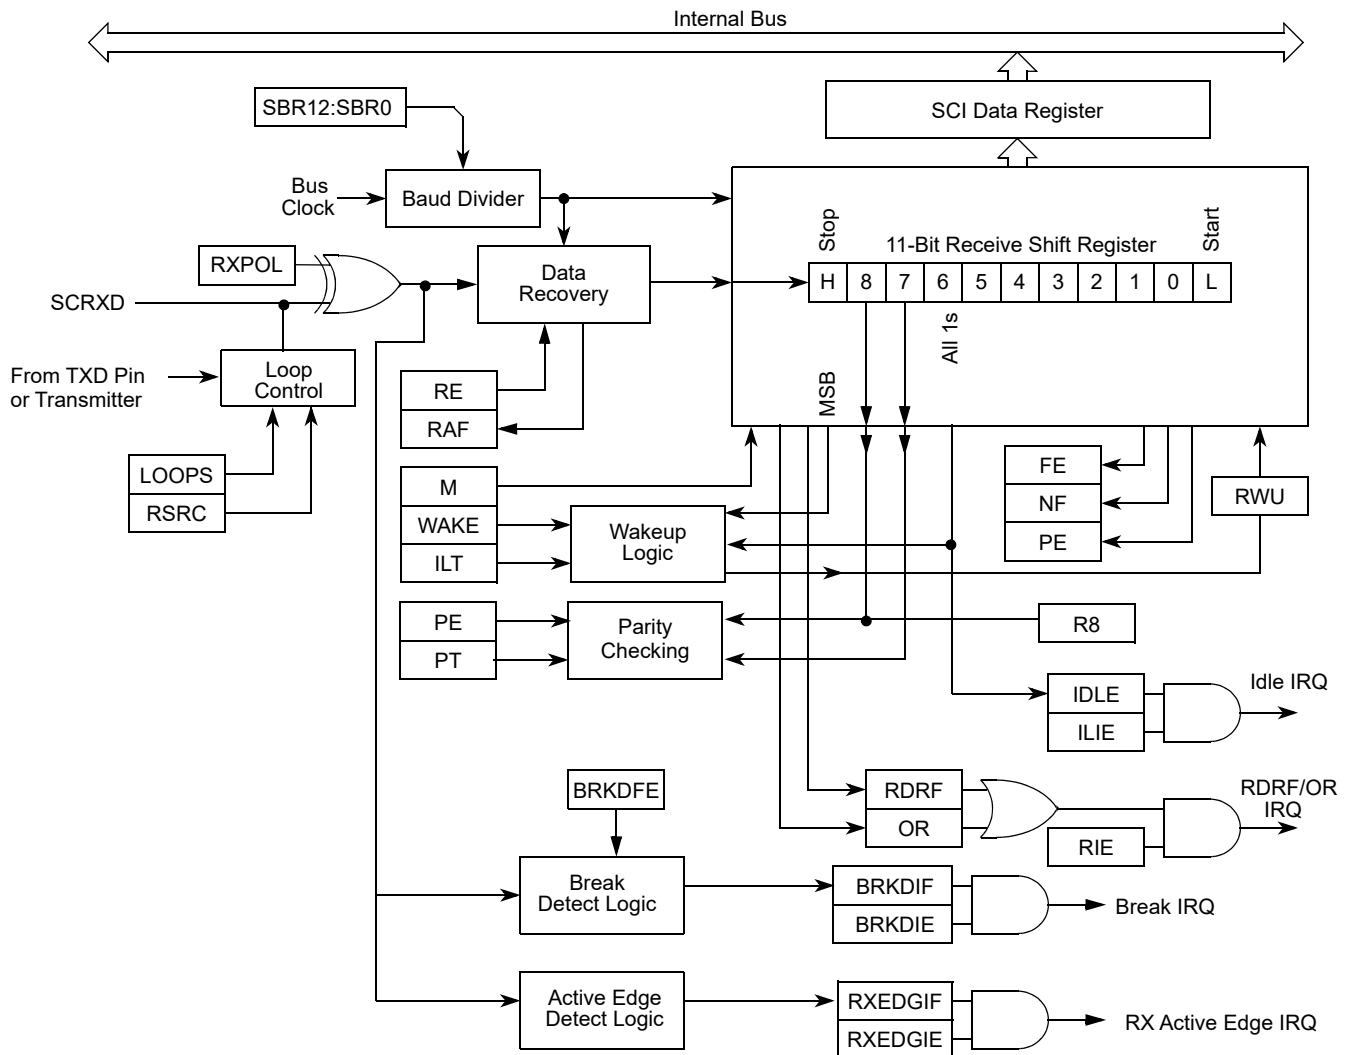 Internal Bus
SBR12:SBR0
SCI Data Register
Bus
Clock
Baud Divider
Stop
11-Bit Receive Shift Register
Start
RXPOL
Data
Recovery
H 8 7 6 5 4 3 2 1 0 L
SCRXD
All 1s
From TXD Pin
or Transmitter
Loop
Control
RE
RAF
MSB
LOOPS
RSRC
M
WAKE
ILT
Wakeup
Logic
FE
NF
PE
RWU
PE
PT
Parity
Checking
R8
IDLE
ILIE
Idle IRQ
BRKDFE
RDRF
OR
RIE
RDRF/OR
IRQ
Break
Detect Logic
BRKDIF
BRKDIE
Break IRQ
Active Edge
Detect Logic
RXEDGIF
RXEDGIE
RX Active Edge IRQ